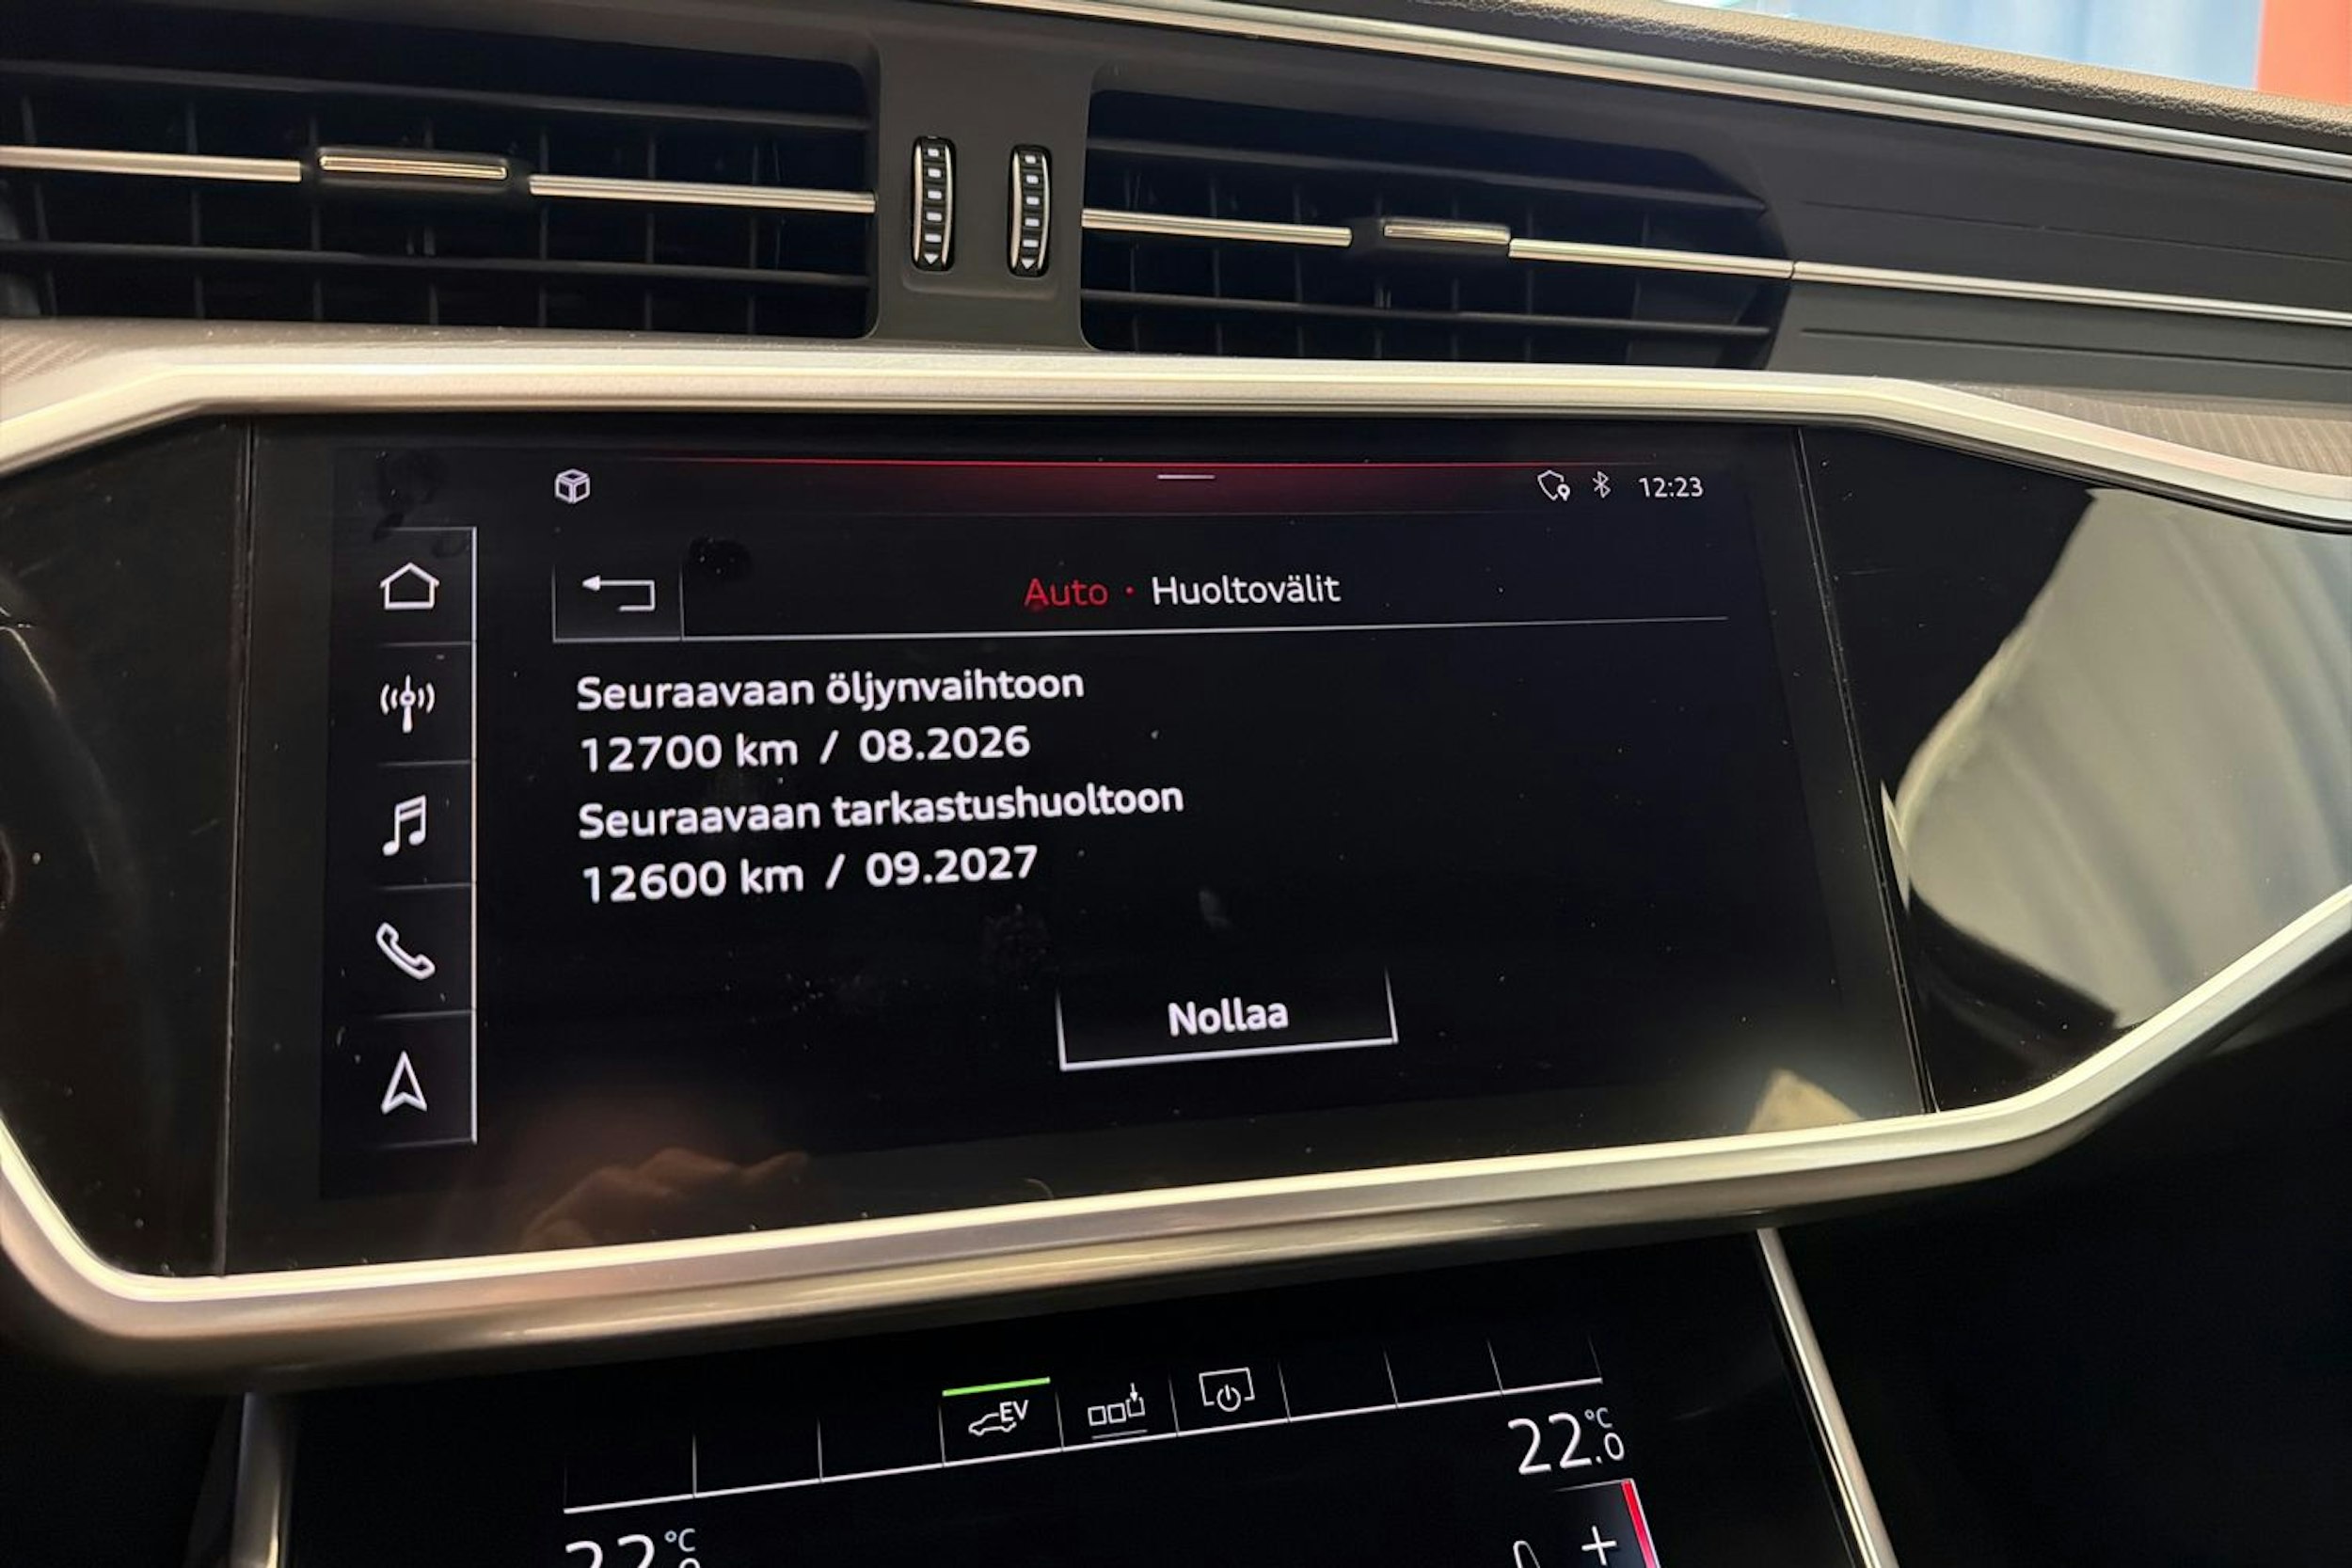 12:23
Auto · Huoltovälit
Seuraavaan öljynvaihtoon
12700 km / 08.2026
Seuraavaan tarkastushuoltoon
12600 km / 09.2027
Nollaa
EV
22.0 °C
°C